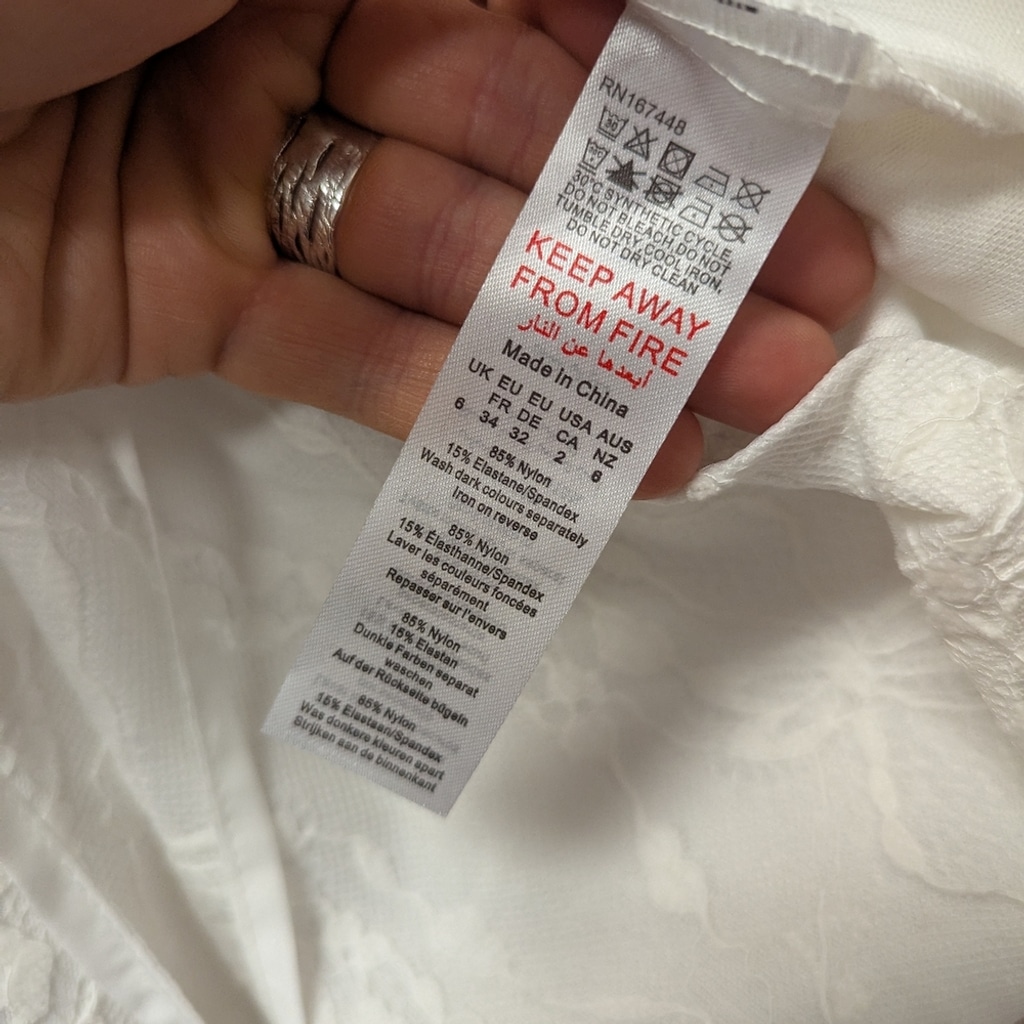 RN167448
30°C SYNTHETIC CYCLE,
DO NOT BLEACH,DO NOT
TUMBLE DRY, COOL IRON,
DO NOT DRY CLEAN
KEEP AWAY
FROM FIRE
أبعدها عن النار
Made in China
UK EU EU USA AUS
FR DE CA NZ
6 34 32 2 6
85% Nylon
15% Elastane/Spandex
Wash dark colours separately
Iron on reverse
85% Nylon
15% Élasthanne/Spandex
Laver les couleurs foncées
séparément
Repasser sur l'envers
85% Nylon
15% Elastan
Dunkle Farben separat
waschen
Auf der Rückseite bügeln
85% Nylon
15% Elastaan/Spandex
Was donkere kleuren apart
Strijken aan de binnenkant